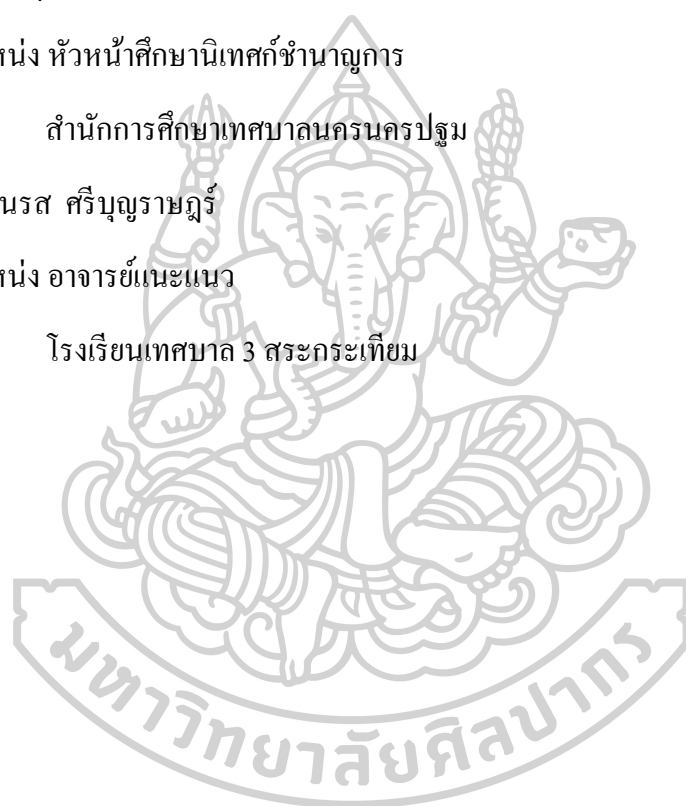 หน่ง หัวหน้าศึกษานิเทศก์ชำนาญการ
สำนักการศึกษาเทศบาลนครนครปฐม
นรส ศรีบุญราษฎร์
หน่ง อาจารย์แนะแนว
โรงเรียนเทศบาล 3 สระกระเทียม
มหาวิทยาลัยศิลปากร